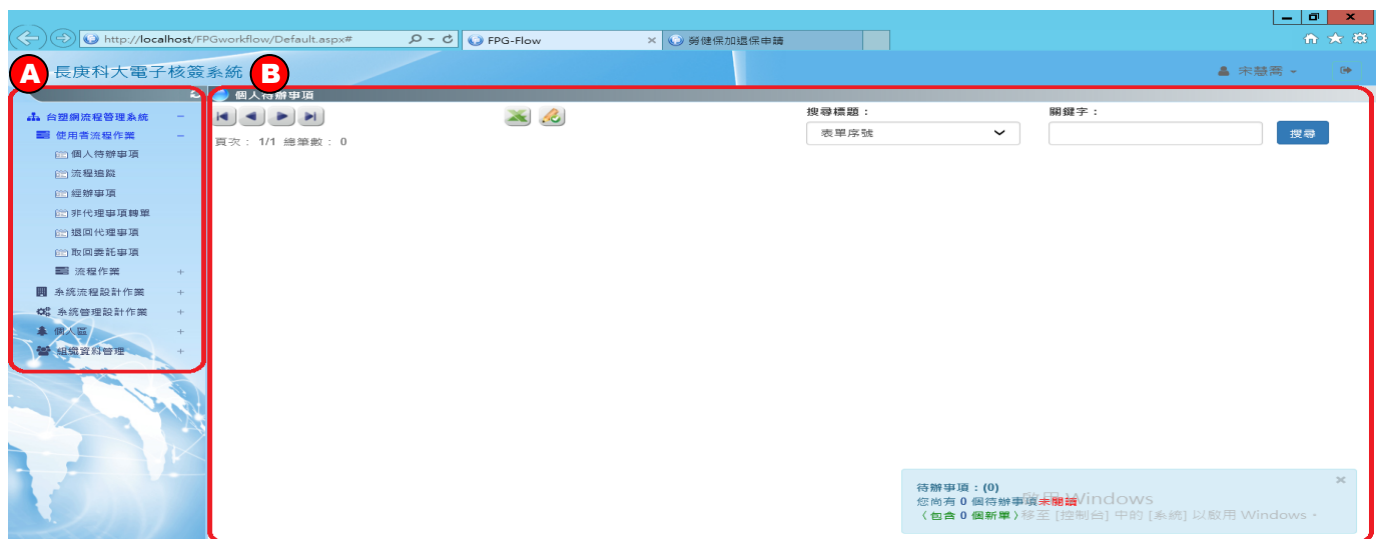 http://localhost/FPGworkflow/Default.aspx#
FPG-Flow
勞健保加退保申請
A
長庚科大電子核簽系統
B
宋慧喬
個人待辦事項
台塑網流程管理系統
使用者流程作業
個人待辦事項
流程追蹤
經辦事項
非代理事項轉單
退回代理事項
取回委託事項
流程作業
系統流程設計作業
系統管理設計作業
個人區
組織資料管理
頁次： 1/1 總筆數： 0
搜尋標題：
表單序號
關鍵字：
搜尋
待辦事項：(0)
您尚有 0 個待辦事項未閱讀
（包含 0 個新單）
啟用 Windows
移至 [控制台] 中的 [系統] 以啟用 Windows。